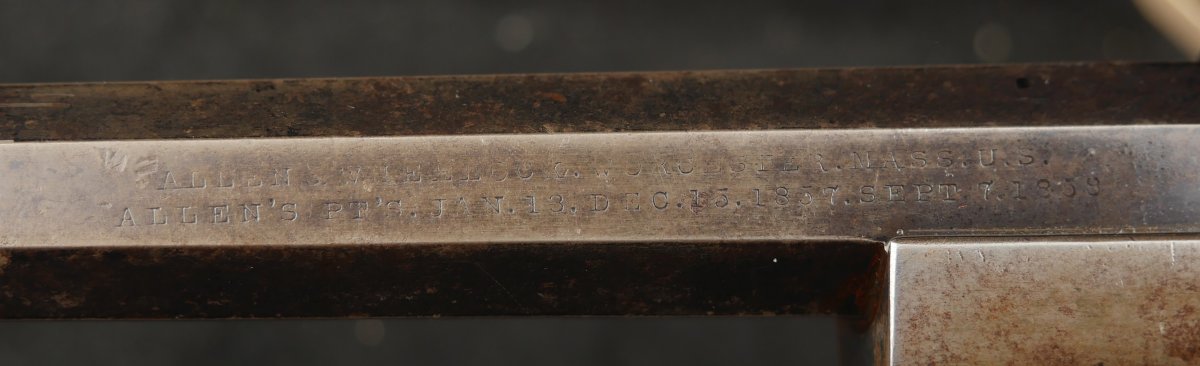 ALLEN & WHEELOCK. WORCESTER. MASS. U.S.
ALLEN'S PT'S. JAN. 13. DEC. 15. 1857. SEPT. 7. 1858